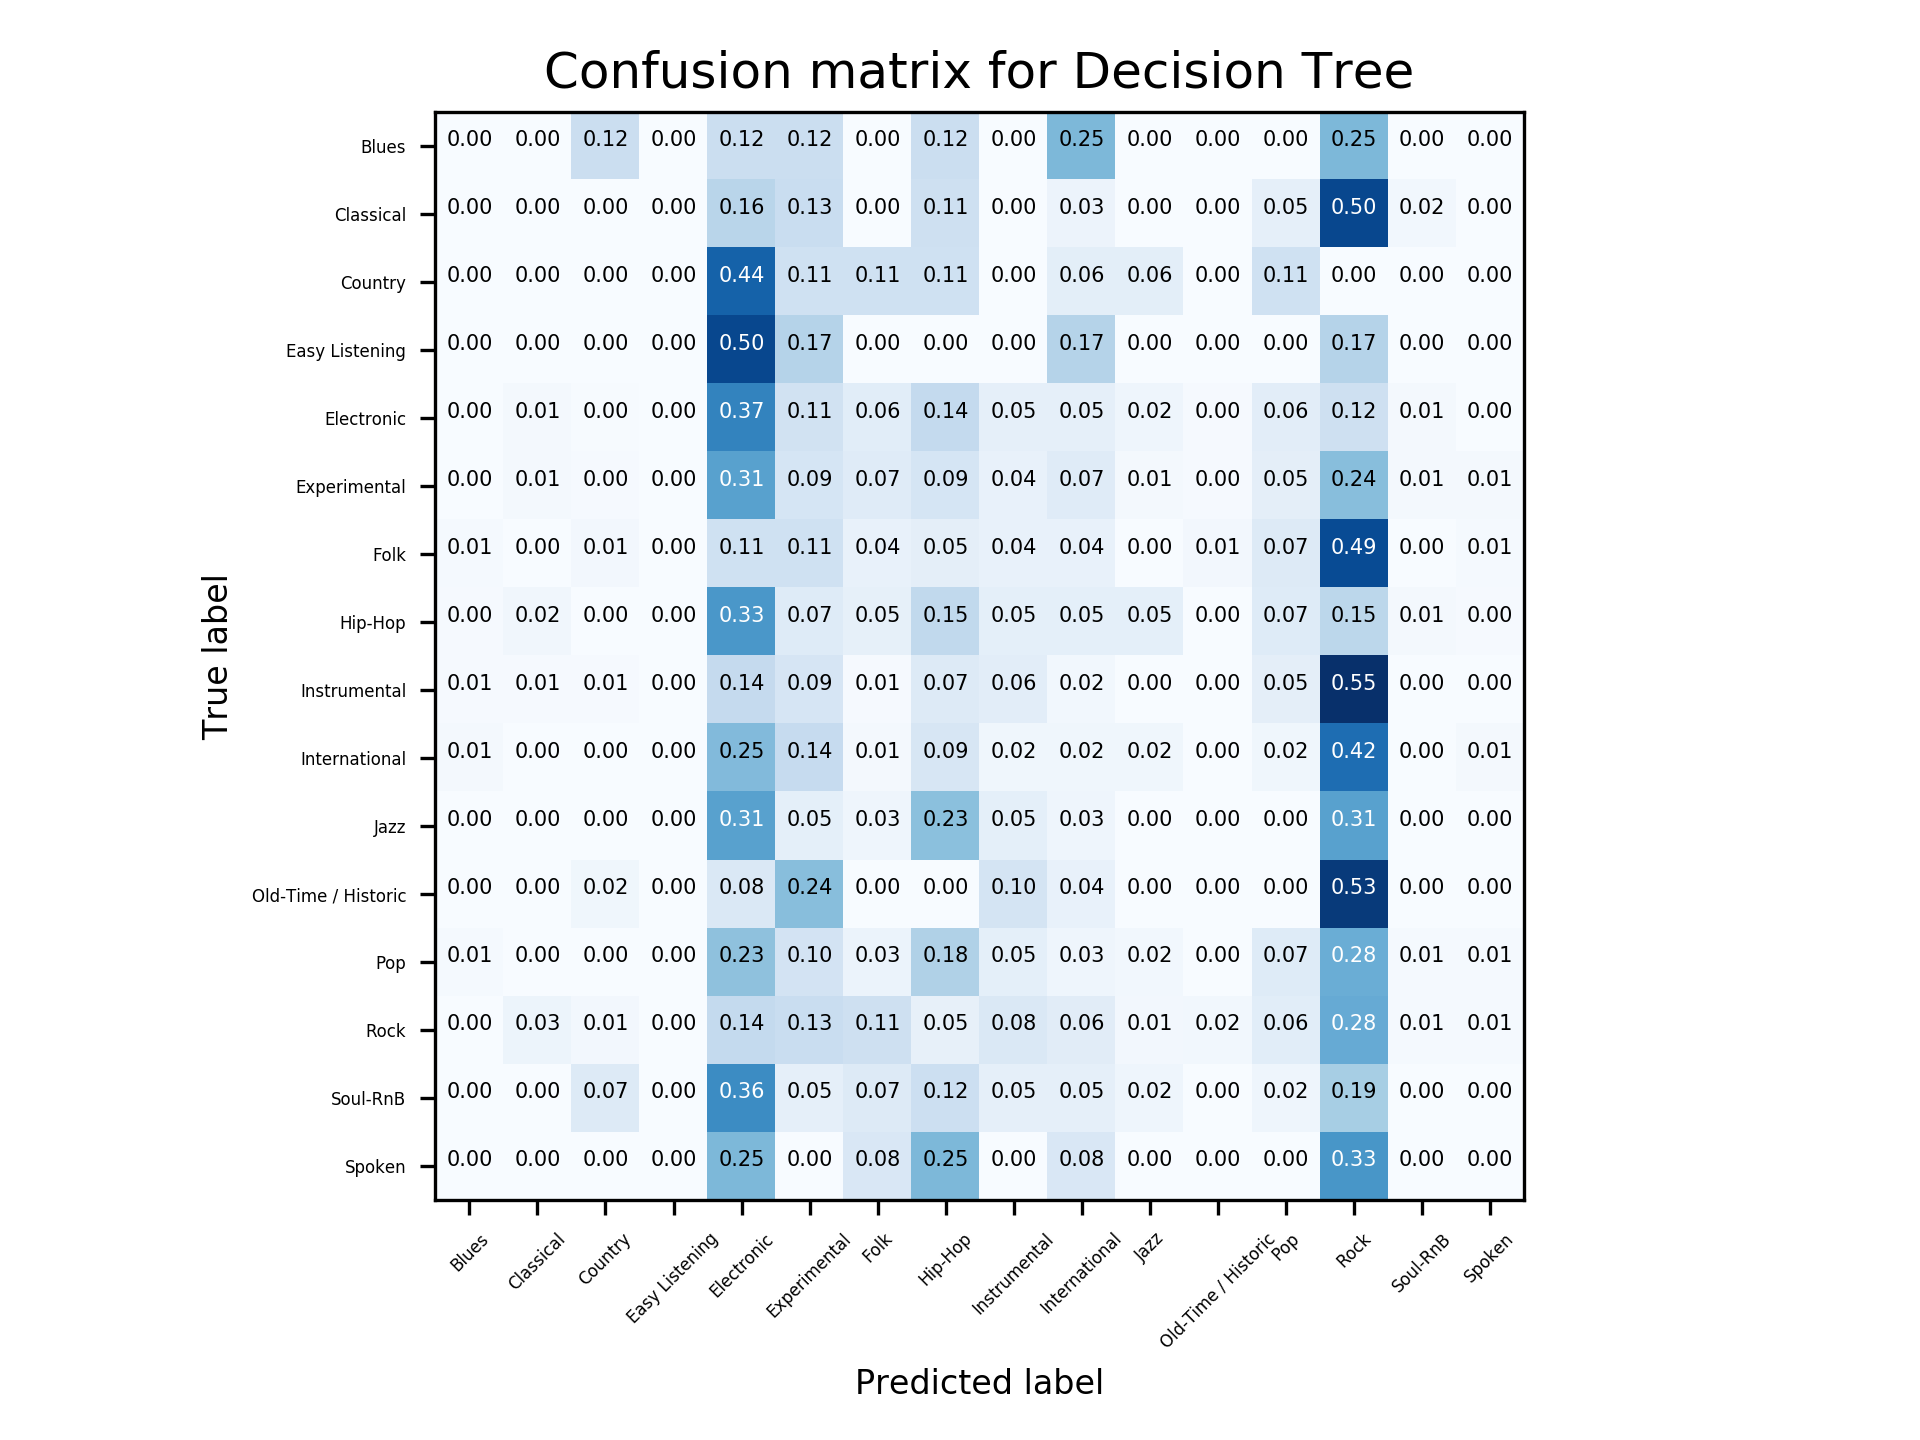 Confusion matrix for Decision Tree
Blues 0.00 0.00 0.12 0.00 0.12 0.12 0.00 0.12 0.00 0.25 0.00 0.00 0.00 0.25 0.00 0.00
Classical 0.00 0.00 0.00 0.00 0.16 0.13 0.00 0.11 0.00 0.03 0.00 0.00 0.05 0.50 0.02 0.00
Country 0.00 0.00 0.00 0.00 0.44 0.11 0.11 0.11 0.00 0.06 0.06 0.00 0.11 0.00 0.00 0.00
Easy Listening 0.00 0.00 0.00 0.00 0.50 0.17 0.00 0.00 0.00 0.17 0.00 0.00 0.00 0.17 0.00 0.00
Electronic 0.00 0.01 0.00 0.00 0.37 0.11 0.06 0.14 0.05 0.05 0.02 0.00 0.06 0.12 0.01 0.00
Experimental 0.00 0.01 0.00 0.00 0.31 0.09 0.07 0.09 0.04 0.07 0.01 0.00 0.05 0.24 0.01 0.01
Folk 0.01 0.00 0.01 0.00 0.11 0.11 0.04 0.05 0.04 0.04 0.00 0.01 0.07 0.49 0.00 0.01
Hip-Hop 0.00 0.02 0.00 0.00 0.33 0.07 0.05 0.15 0.05 0.05 0.05 0.00 0.07 0.15 0.01 0.00
Instrumental 0.01 0.01 0.01 0.00 0.14 0.09 0.01 0.07 0.06 0.02 0.00 0.00 0.05 0.55 0.00 0.00
International 0.01 0.00 0.00 0.00 0.25 0.14 0.01 0.09 0.02 0.02 0.02 0.00 0.02 0.42 0.00 0.01
Jazz 0.00 0.00 0.00 0.00 0.31 0.05 0.03 0.23 0.05 0.03 0.00 0.00 0.00 0.31 0.00 0.00
Old-Time / Historic 0.00 0.00 0.02 0.00 0.08 0.24 0.00 0.00 0.10 0.04 0.00 0.00 0.00 0.53 0.00 0.00
Pop 0.01 0.00 0.00 0.00 0.23 0.10 0.03 0.18 0.05 0.03 0.02 0.00 0.07 0.28 0.01 0.01
Rock 0.00 0.03 0.01 0.00 0.14 0.13 0.11 0.05 0.08 0.06 0.01 0.02 0.06 0.28 0.01 0.01
Soul-RnB 0.00 0.00 0.07 0.00 0.36 0.05 0.07 0.12 0.05 0.05 0.02 0.00 0.02 0.19 0.00 0.00
Spoken 0.00 0.00 0.00 0.00 0.25 0.00 0.08 0.25 0.00 0.08 0.00 0.00 0.00 0.33 0.00 0.00
True label
Blues Classical Country Easy Listening Electronic Experimental Folk Hip-Hop Instrumental International Jazz Old-Time / Historic Pop Rock Soul-RnB Spoken
Predicted label